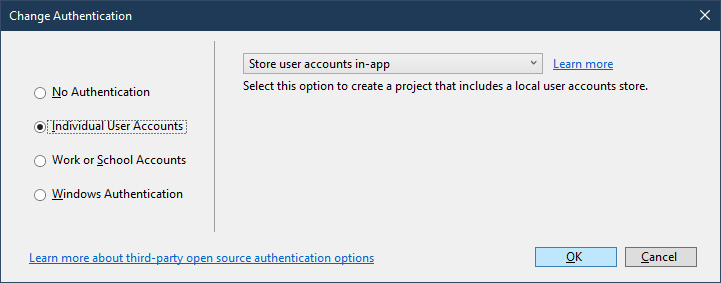 Change Authentication
Store user accounts in-app
Learn more
Select this option to create a project that includes a local user accounts store.
No Authentication
Individual User Accounts
Work or School Accounts
Windows Authentication
Learn more about third-party open source authentication options
OK
Cancel